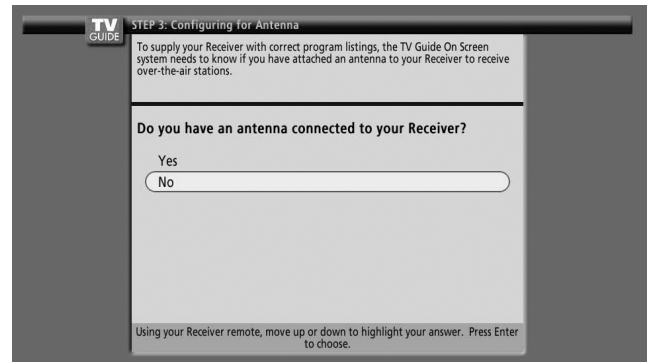 TV
GUIDE
STEP 3: Configuring for Antenna
To supply your Receiver with correct program listings, the TV Guide On Screen
system needs to know if you have attached an antenna to your Receiver to receive
over-the-air stations.
Do you have an antenna connected to your Receiver?
Yes
No
Using your Receiver remote, move up or down to highlight your answer. Press Enter
to choose.